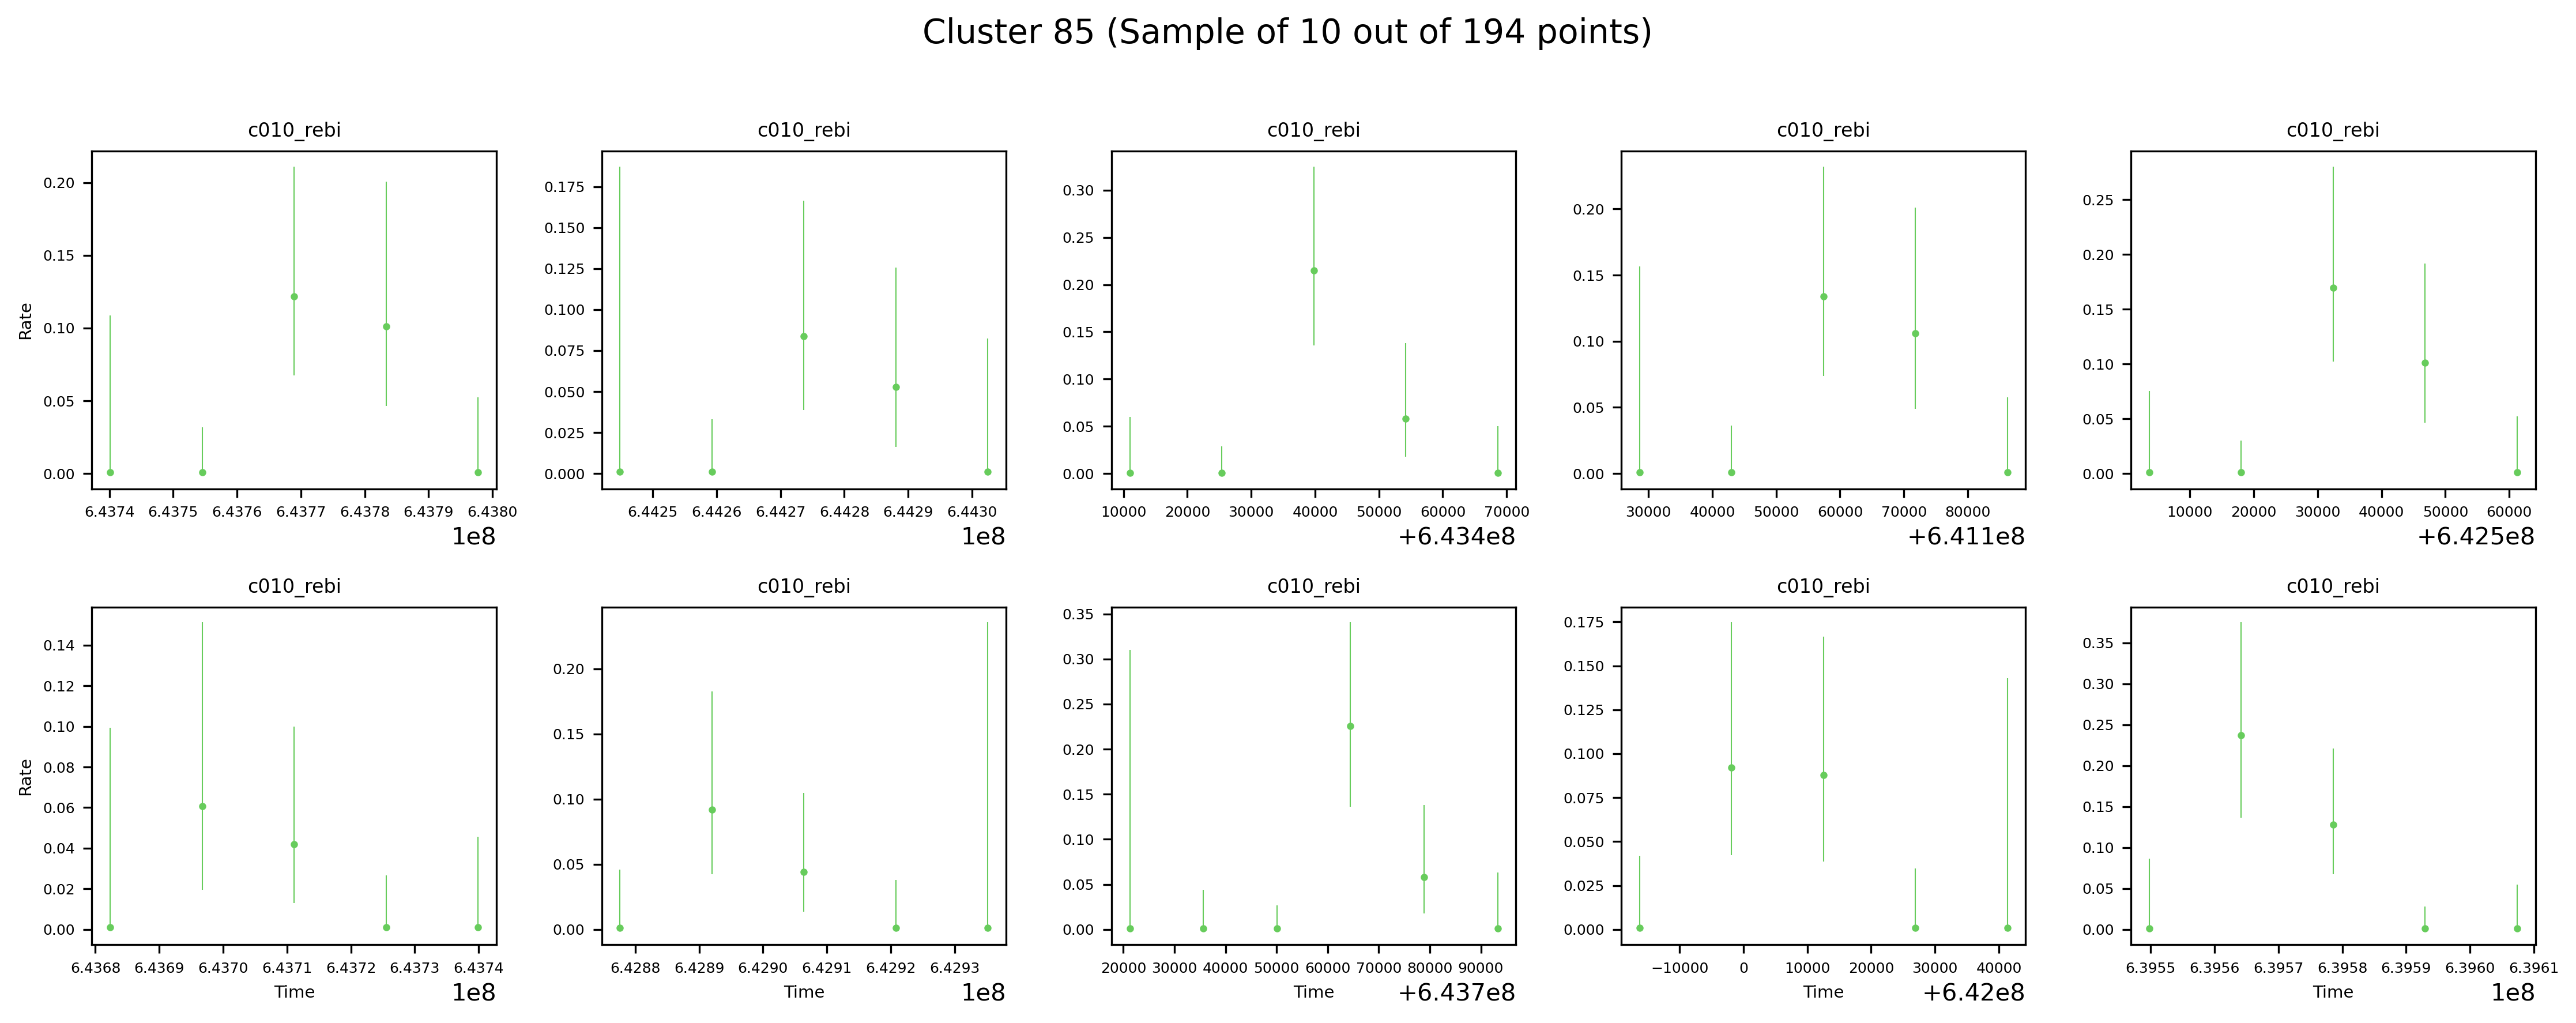 Cluster 85 (Sample of 10 out of 194 points)
c010_rebi c010_rebi c010_rebi c010_rebi c010_rebi
Rate
0.20
0.15
0.10
0.05
0.00
6.4374 6.4375 6.4376 6.4377 6.4378 6.4379 6.4380
1e8
0.175
0.150
0.125
0.100
0.075
0.050
0.025
0.000
6.4425 6.4426 6.4427 6.4428 6.4429 6.4430
1e8
0.30
0.25
0.20
0.15
0.10
0.05
0.00
10000 20000 30000 40000 50000 60000 70000
+6.434e8
0.20
0.15
0.10
0.05
0.00
30000 40000 50000 60000 70000 80000
+6.411e8
0.25
0.20
0.15
0.10
0.05
0.00
10000 20000 30000 40000 50000 60000
+6.425e8
c010_rebi c010_rebi c010_rebi c010_rebi c010_rebi
Rate
0.14
0.12
0.10
0.08
0.06
0.04
0.02
0.00
6.4368 6.4369 6.4370 6.4371 6.4372 6.4373 6.4374
Time 1e8
0.20
0.15
0.10
0.05
0.00
6.4288 6.4289 6.4290 6.4291 6.4292 6.4293
Time 1e8
0.35
0.30
0.25
0.20
0.15
0.10
0.05
0.00
20000 30000 40000 50000 60000 70000 80000 90000
Time +6.437e8
0.175
0.150
0.125
0.100
0.075
0.050
0.025
0.000
−10000 0 10000 20000 30000 40000
Time +6.42e8
0.35
0.30
0.25
0.20
0.15
0.10
0.05
0.00
6.3955 6.3956 6.3957 6.3958 6.3959 6.3960 6.3961
Time 1e8